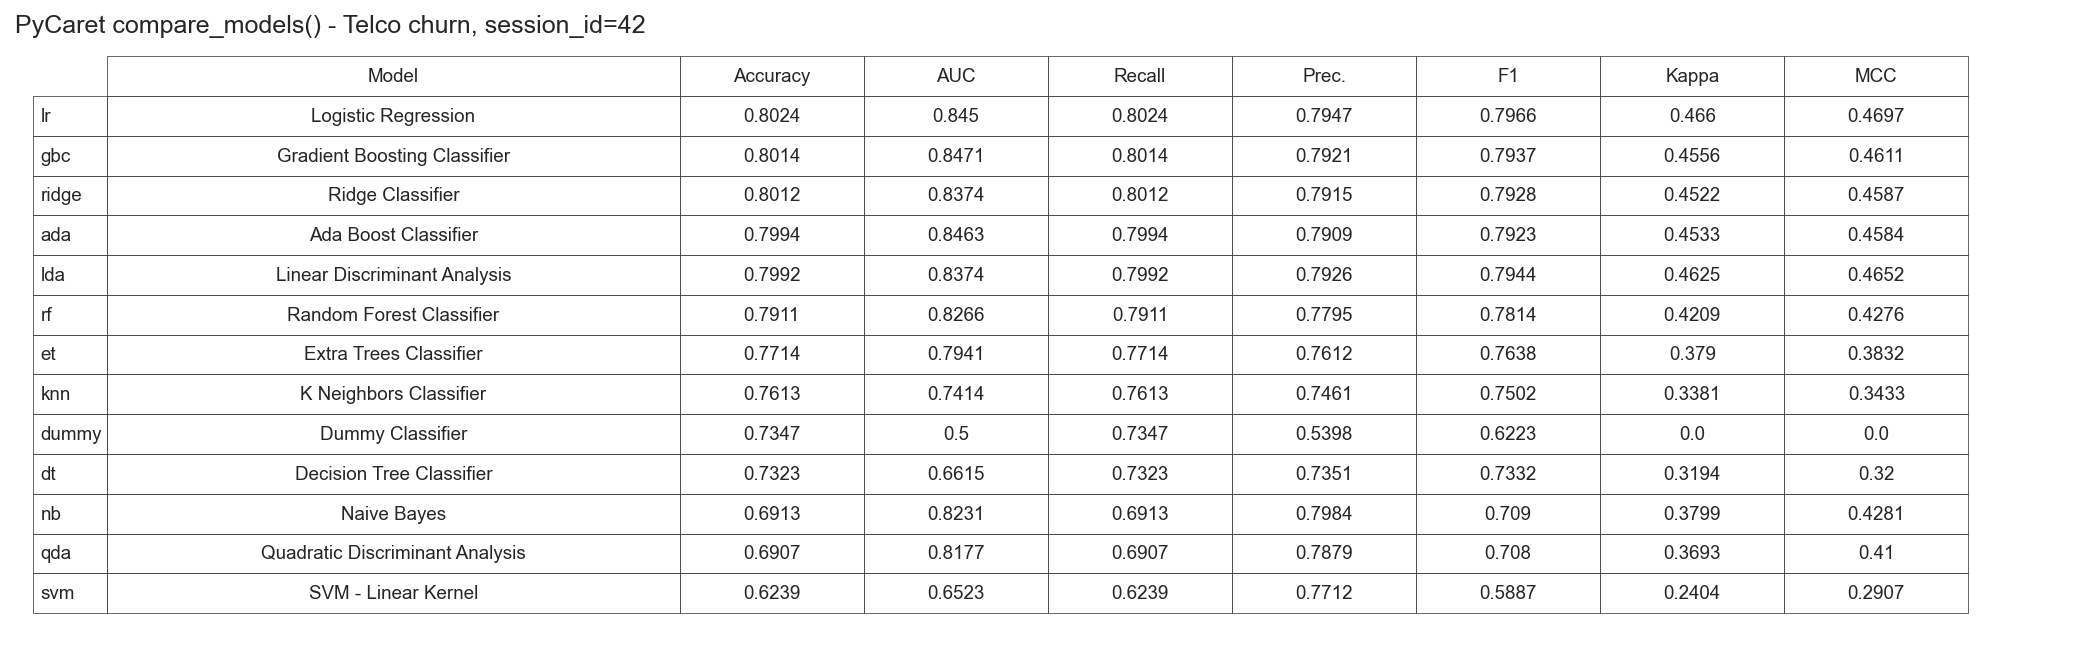 PyCaret compare_models() - Telco churn, session_id=42
Model Accuracy AUC Recall Prec. F1 Kappa MCC
lr Logistic Regression 0.8024 0.845 0.8024 0.7947 0.7966 0.466 0.4697
gbc Gradient Boosting Classifier 0.8014 0.8471 0.8014 0.7921 0.7937 0.4556 0.4611
ridge Ridge Classifier 0.8012 0.8374 0.8012 0.7915 0.7928 0.4522 0.4587
ada Ada Boost Classifier 0.7994 0.8463 0.7994 0.7909 0.7923 0.4533 0.4584
lda Linear Discriminant Analysis 0.7992 0.8374 0.7992 0.7926 0.7944 0.4625 0.4652
rf Random Forest Classifier 0.7911 0.8266 0.7911 0.7795 0.7814 0.4209 0.4276
et Extra Trees Classifier 0.7714 0.7941 0.7714 0.7612 0.7638 0.379 0.3832
knn K Neighbors Classifier 0.7613 0.7414 0.7613 0.7461 0.7502 0.3381 0.3433
dummy Dummy Classifier 0.7347 0.5 0.7347 0.5398 0.6223 0.0 0.0
dt Decision Tree Classifier 0.7323 0.6615 0.7323 0.7351 0.7332 0.3194 0.32
nb Naive Bayes 0.6913 0.8231 0.6913 0.7984 0.709 0.3799 0.4281
qda Quadratic Discriminant Analysis 0.6907 0.8177 0.6907 0.7879 0.708 0.3693 0.41
svm SVM - Linear Kernel 0.6239 0.6523 0.6239 0.7712 0.5887 0.2404 0.2907